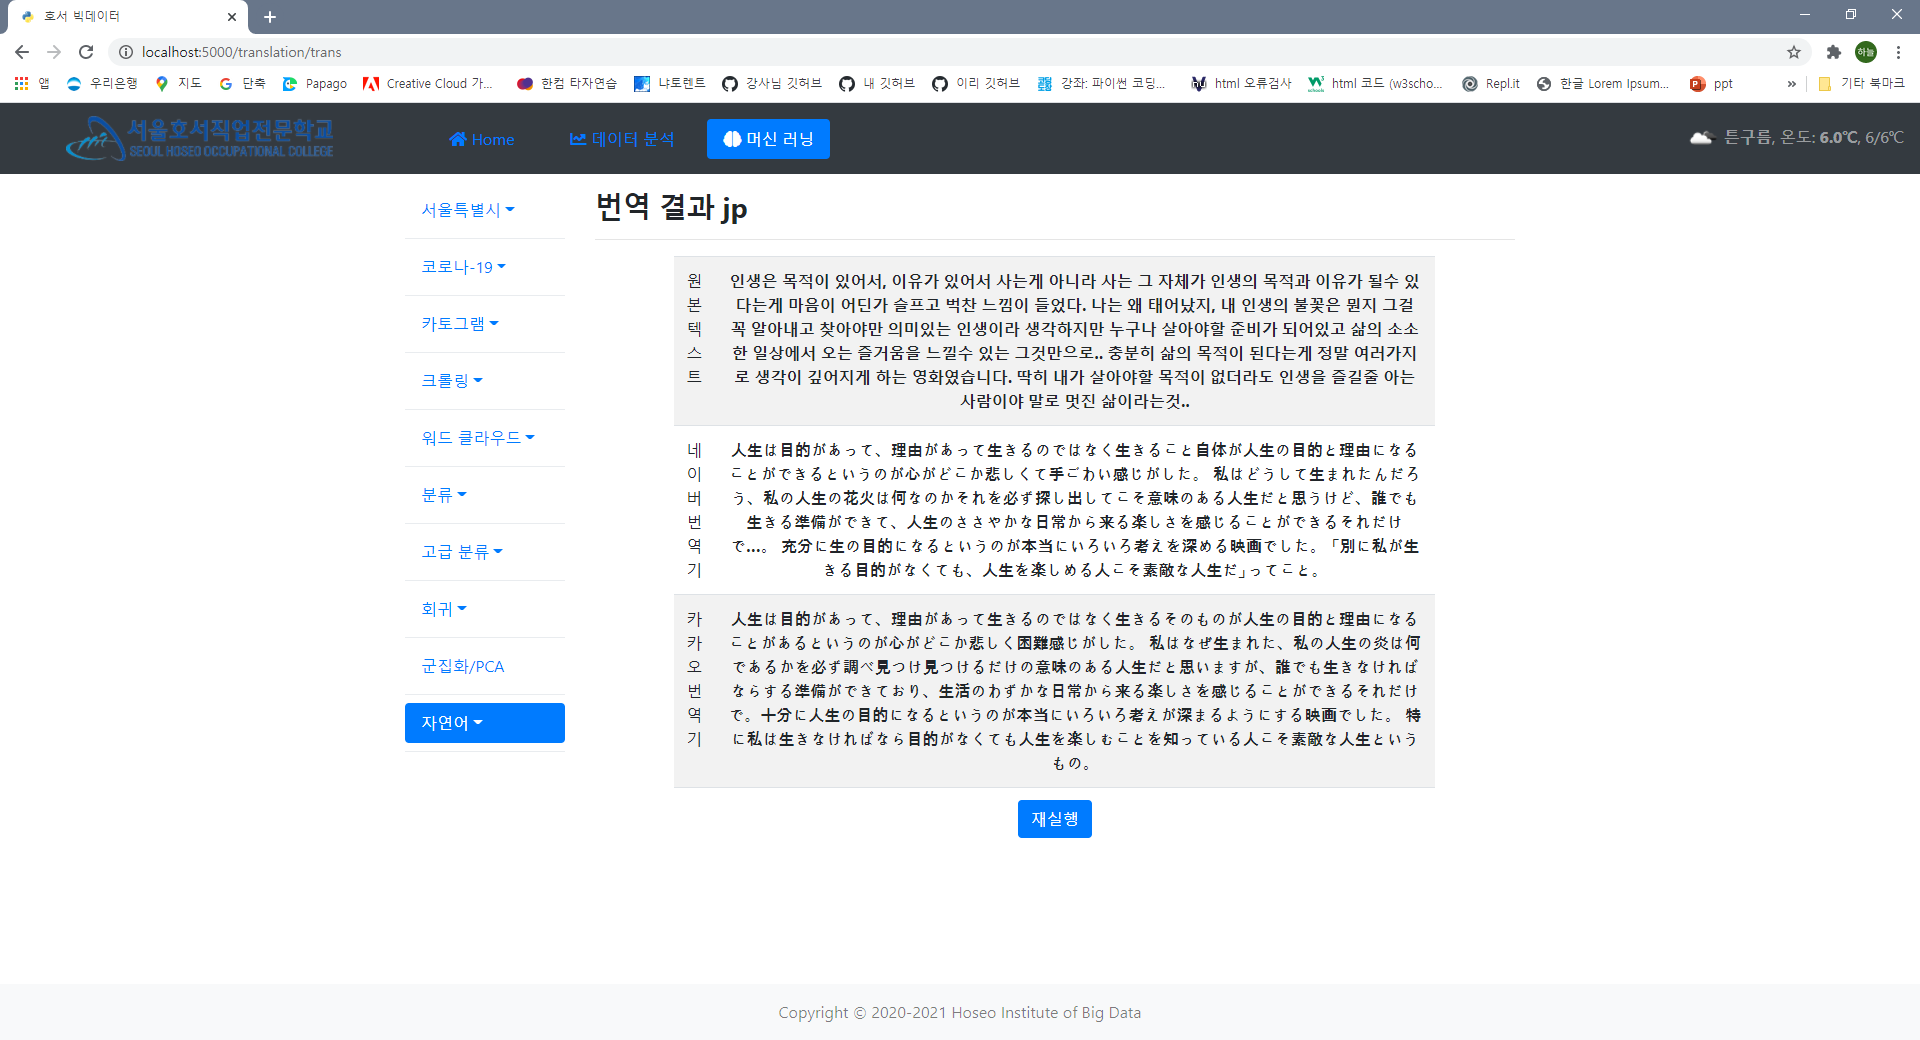 호서 빅데이터
localhost:5000/translation/trans
하늘
앱 우리은행 지도 단축 Papago Creative Cloud 가... 한컴 타자연습 냐토렌트 강사님 깃허브 내 깃허브 이리 깃허브 강좌: 파이썬 코딩... html 오류검사 html 코드 (w3scho... Repl.it 한글 Lorem Ipsum... ppt » 기타 북마크
서울호서직업전문학교
SEOUL HOSEO OCCUPATIONAL COLLEGE
Home 데이터 분석 머신 러닝 튼구름, 온도: 6.0℃, 6/6℃
서울특별시
코로나-19
카토그램
크롤링
워드 클라우드
분류
고급 분류
회귀
군집화/PCA
자연어
번역 결과 jp
원본텍스트
인생은 목적이 있어서, 이유가 있어서 사는게 아니라 사는 그 자체가 인생의 목적과 이유가 될수 있
다는게 마음이 어딘가 슬프고 벅찬 느낌이 들었다. 나는 왜 태어났지, 내 인생의 불꽃은 뭔지 그걸
꼭 알아내고 찾아야만 의미있는 인생이라 생각하지만 누구나 살아야할 준비가 되어있고 삶의 소소
한 일상에서 오는 즐거움을 느낄수 있는 그것만으로.. 충분히 삶의 목적이 된다는게 정말 여러가지
로 생각이 깊어지게 하는 영화였습니다. 딱히 내가 살아야할 목적이 없더라도 인생을 즐길줄 아는
사람이야 말로 멋진 삶이라는것..
네이버번역기
人生は目的があって、理由があって生きるのではなく生きること自体が人生の目的と理由になる
ことができるというのが心がどこか悲しくて手ごわい感じがした。 私はどうして生まれたんだろ
う、私の人生の花火は何なのかそれを必ず探し出してこそ意味のある人生だと思うけど、誰でも
生きる準備ができて、人生のささやかな日常から来る楽しさを感じることができるそれだけ
で...。 充分に生の目的になるというのが本当にいろいろ考えを深める映画でした。「別に私が生
きる目的がなくても、人生を楽しめる人こそ素敵な人生だ」ってこと。
카카오번역기
人生は目的があって、理由があって生きるのではなく生きるそのものが人生の目的と理由になる
ことがあるというのが心がどこか悲しく困難感じがした。 私はなぜ生まれた、私の人生の炎は何
であるかを必ず調べ見つけ見つけるだけの意味のある人生だと思いますが、誰でも生きなければ
ならする準備ができており、生活のわずかな日常から来る楽しさを感じることができるそれだけ
で。十分に人生の目的になるというのが本当にいろいろ考えが深まるようにする映画でした。 特
に私は生きなければなら目的がなくても人生を楽しむことを知っている人こそ素敵な人生という
もの。
재실행
Copyright © 2020-2021 Hoseo Institute of Big Data